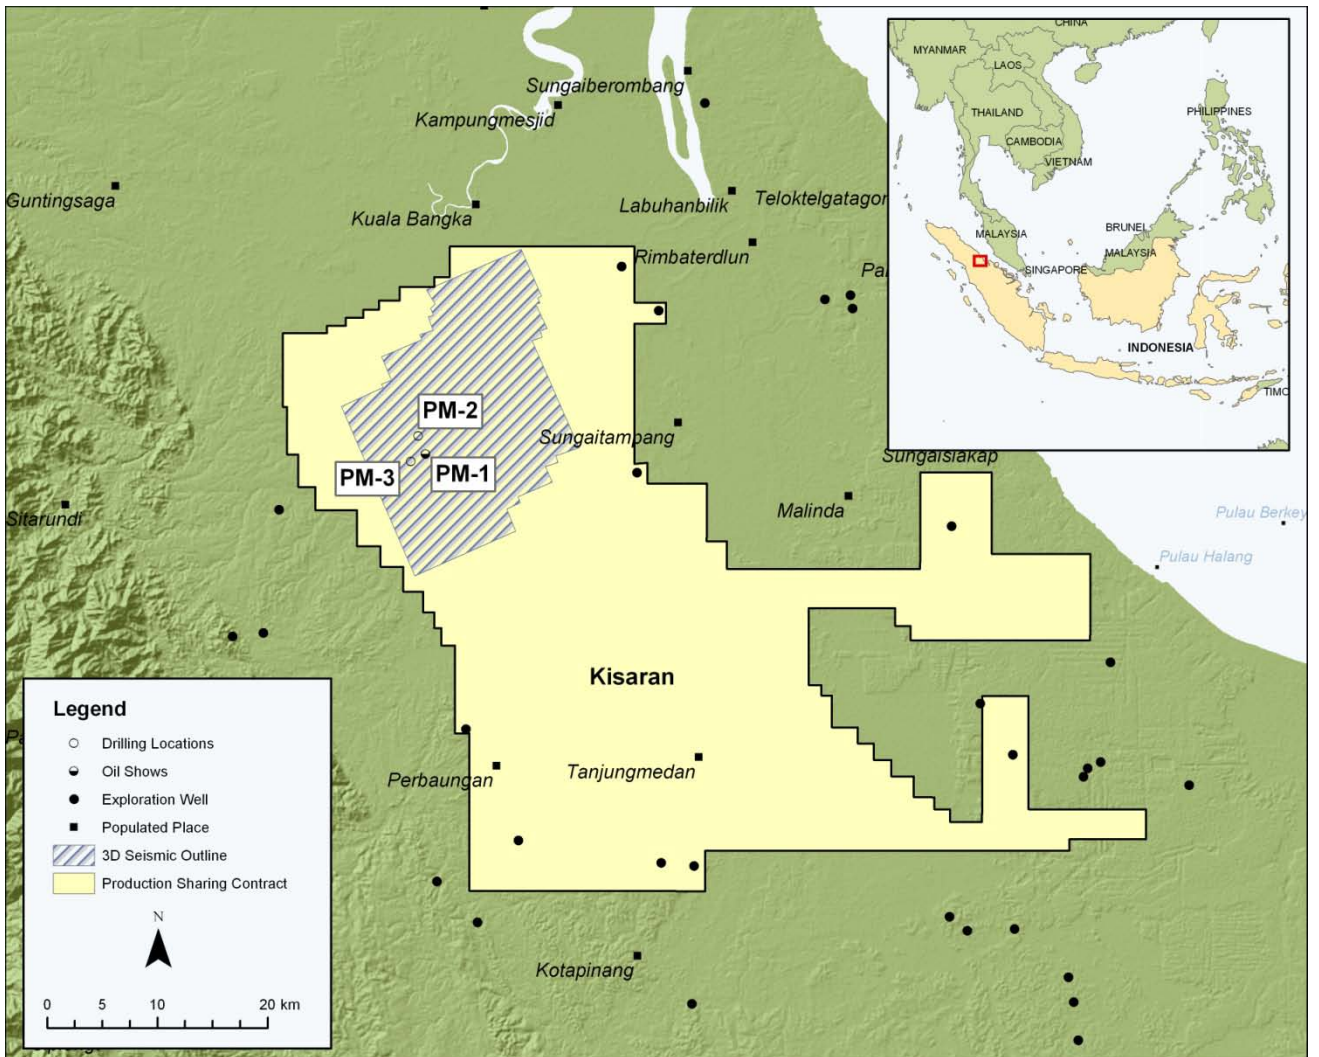 Sungaiberombang
Kampungmesjid
Guntingsaga
Kuala Bangka
Labuhanbilik
Teloktelgatagor
Rimbaterdlun
CHINA
MYANMAR
LAOS
THAILAND
PHILIPPINES
CAMBODIA
VIETNAM
MALAYSIA
BRUNEI
MALAYSIA
SINGAPORE
INDONESIA
TIMO
PM-2
Sungaitampang
PM-3
PM-1
Sungaisiakap
Sitarundi
Malinda
Pulau Berkey
Pulau Halang
Kisaran
Perbaungan
Tanjungmedan
Kotapinang
Legend
Drilling Locations
Oil Shows
Exploration Well
Populated Place
3D Seismic Outline
Production Sharing Contract
N
0 5 10 20 km